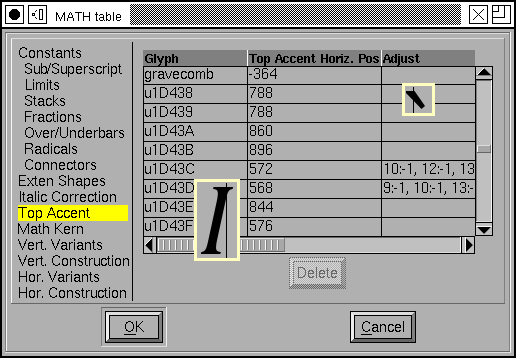 MATH table
Constants
Sub/Superscript
Limits
Stacks
Fractions
Over/Underbars
Radicals
Connectors
Exten Shapes
Italic Correction
Top Accent
Math Kern
Vert. Variants
Vert. Construction
Hor. Variants
Hor. Construction
Glyph Top Accent Horiz. Pos Adjust
gravecomb -364
u1D438 788
u1D439 788
u1D43A 860
u1D43B 896
u1D43C 572 10:-1, 12:-1, 13
u1D43D 568 9:-1, 10:-1, 13:-
u1D43E 844
u1D43F 576
I
Delete
OK Cancel